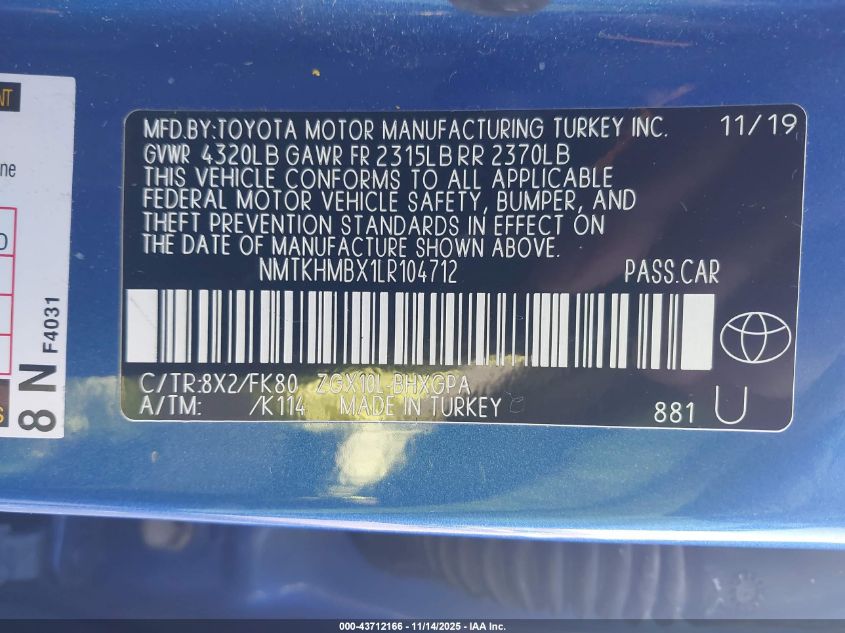 MFD.BY:TOYOTA MOTOR MANUFACTURING TURKEY INC. 11/19
GVWR 4320LB GAWR FR 2315LB RR 2370LB
THIS VEHICLE CONFORMS TO ALL APPLICABLE
FEDERAL MOTOR VEHICLE SAFETY, BUMPER, AND
THEFT PREVENTION STANDARDS IN EFFECT ON
THE DATE OF MANUFACTURE SHOWN ABOVE.
NMTKHMBX1LR104712 PASS.CAR
C/TR:8X2/FK80 ZGX10L-BHXGPA
A/TM: /K114 MADE IN TURKEY
881 U
8 N F4031
000-43712166 - 11/14/2025 - IAA Inc.